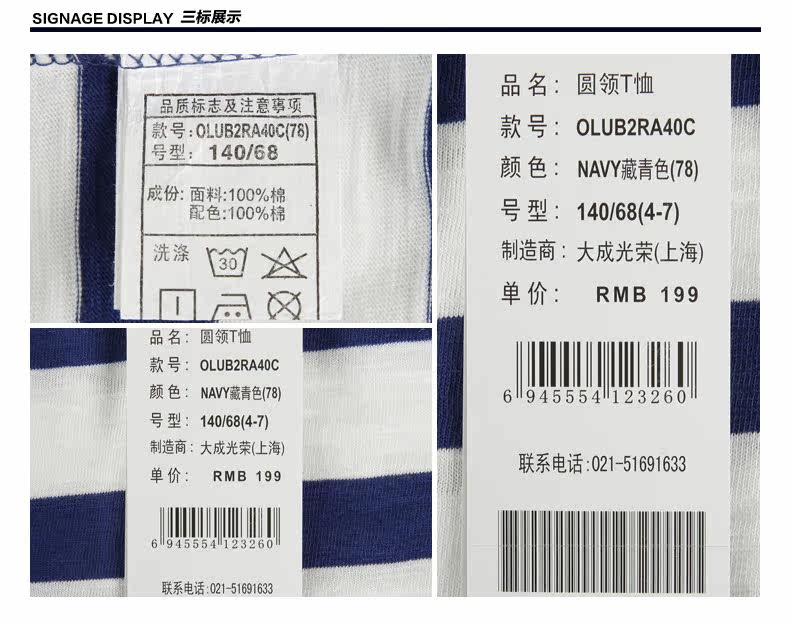 SIGNAGE DISPLAY 三标展示
品质标志及注意事项
款号:OLUB2RA40C(78)
号型: 140/68
成份: 面料:100%棉
配色:100%棉
洗涤
30
品 名: 圆领T恤
款 号: OLUB2RA40C
颜 色: NAVY藏青色(78)
号 型: 140/68(4-7)
制造商: 大成光荣(上海)
单 价: RMB 199
6 945554 123260
联系电话:021-51691633
品 名: 圆领T恤
款 号: OLUB2RA40C
颜 色: NAVY藏青色(78)
号 型: 140/68(4-7)
制造商: 大成光荣(上海)
单 价: RMB 199
6 945554 123260
联系电话:021-51691633